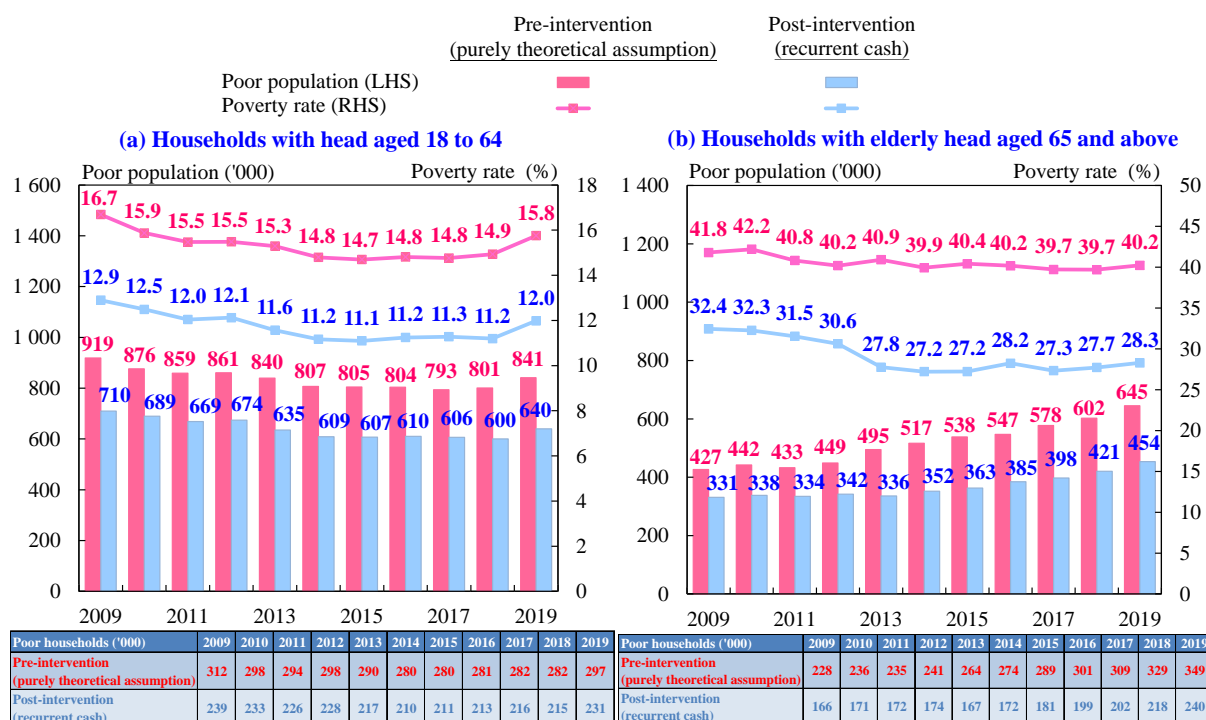 Pre-intervention
(purely theoretical assumption)
Post-intervention
(recurrent cash)
Poor population (LHS)
Poverty rate (RHS)
(a) Households with head aged 18 to 64
Poor population ('000) Poverty rate (%)
1 600
1 400
1 200
1 000
800
600
400
200
0
18
16
14
12
10
8
6
4
2
0
16.7 15.9 15.5 15.5 15.3 14.8 14.7 14.8 14.8 14.9 15.8
12.9 12.5 12.0 12.1 11.6 11.2 11.1 11.2 11.3 11.2 12.0
919 876 859 861 840 807 805 804 793 801 841
710 689 669 674 635 609 607 610 606 600 640
2009 2011 2013 2015 2017 2019
Poor households ('000) 2009 2010 2011 2012 2013 2014 2015 2016 2017 2018 2019
Pre-intervention
(purely theoretical assumption) 312 298 294 298 290 280 280 281 282 282 297
Post-intervention
(recurrent cash) 239 233 226 228 217 210 211 213 216 215 231
(b) Households with elderly head aged 65 and above
Poor population ('000) Poverty rate (%)
1 400
1 200
1 000
800
600
400
200
0
50
45
40
35
30
25
20
15
10
5
0
41.8 42.2 40.8 40.2 40.9 39.9 40.4 40.2 39.7 39.7 40.2
32.4 32.3 31.5 30.6 27.8 27.2 27.2 28.2 27.3 27.7 28.3
427 442 433 449 495 517 538 547 578 602 645
331 338 334 342 336 352 363 385 398 421 454
2009 2011 2013 2015 2017 2019
Poor households ('000) 2009 2010 2011 2012 2013 2014 2015 2016 2017 2018 2019
Pre-intervention
(purely theoretical assumption) 228 236 235 241 264 274 289 301 309 329 349
Post-intervention
(recurrent cash) 166 171 172 174 167 172 181 199 202 218 240